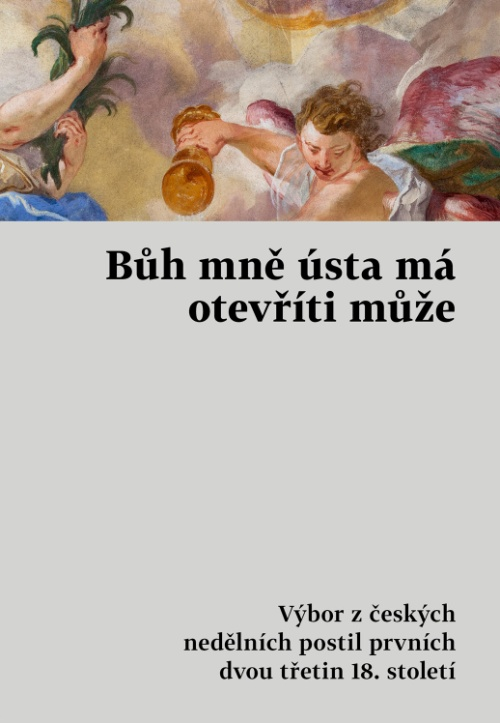 Bůh mně ústa má
otevříti může
Výbor z českých
nedělních postil prvních
dvou třetin 18. století